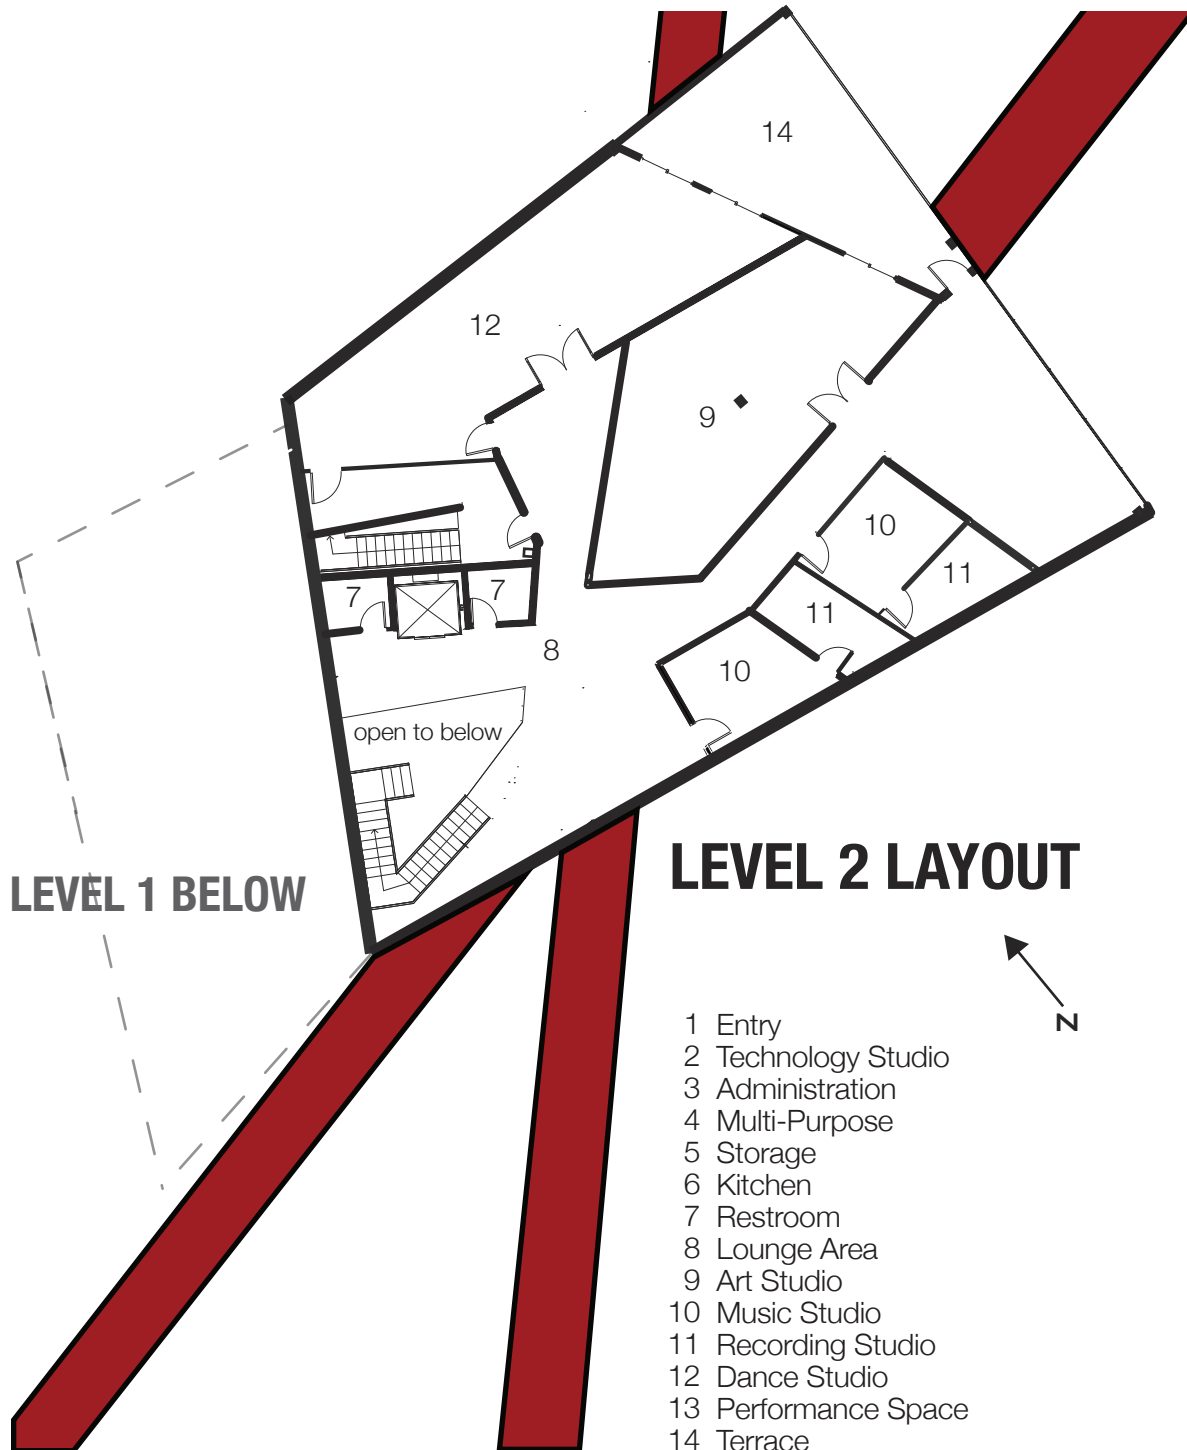 14
12
9
10
11
7
7
11
8
10
open to below
LEVEL 2 LAYOUT
LEVEL 1 BELOW
N
1 Entry
2 Technology Studio
3 Administration
4 Multi-Purpose
5 Storage
6 Kitchen
7 Restroom
8 Lounge Area
9 Art Studio
10 Music Studio
11 Recording Studio
12 Dance Studio
13 Performance Space
14 Terrace